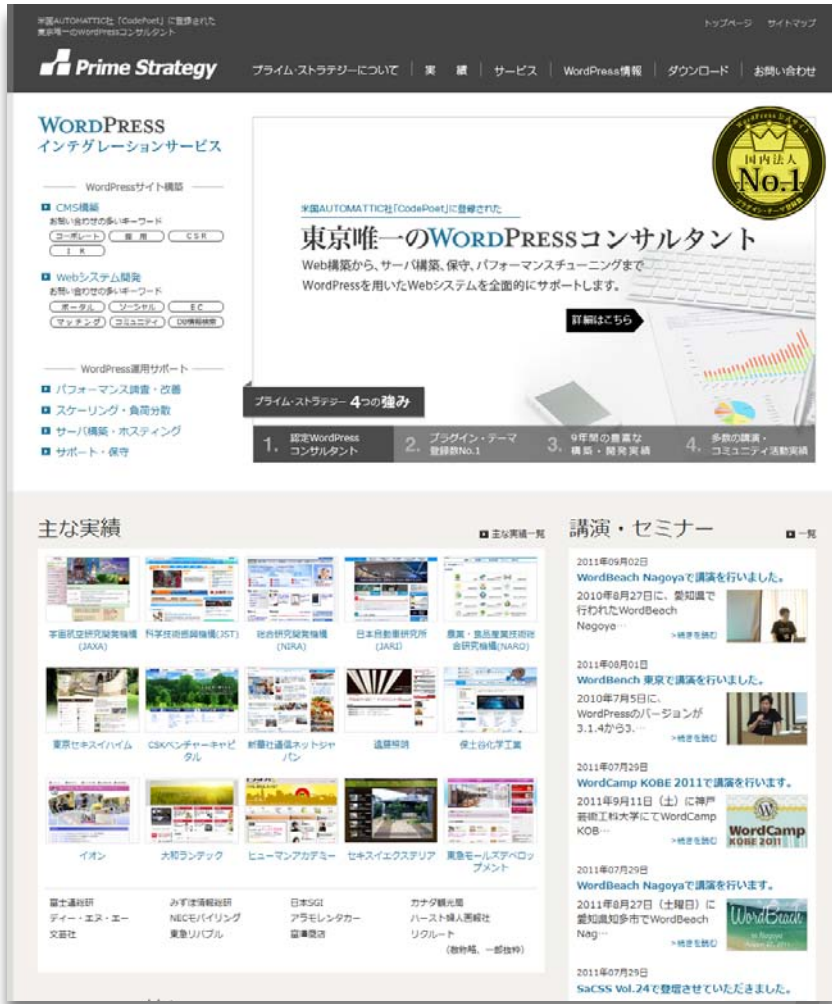 米国AUTOMATTIC社「CodePoet」に登録された
東京唯一のWordPressコンサルタント
トップページ サイトマップ
Prime Strategy
プライム・ストラテジーについて 実 績 サービス WordPress情報 ダウンロード お問い合わせ
WORDPRESS
インテグレーションサービス
WordPressサイト構築
CMS構築
お問い合わせの多いキーワード
コーポレート 採用 CSR
IR
Webシステム開発
お問い合わせの多いキーワード
ポータル ソーシャル EC
マッチング コミュニティ DB情報検索
WordPress運用サポート
パフォーマンス調査・改善
スケーリング・負荷分散
サーバ構築・ホスティング
サポート・保守
WordPress公式サイト
国内法人
No.1
プラグイン・テーマ登録数
米国AUTOMATTIC社「CodePoet」に登録された
東京唯一のWORDPRESSコンサルタント
Web構築から、サーバ構築、保守、パフォーマンスチューニングまで
WordPressを用いたWebシステムを全面的にサポートします。
詳細はこちら
プライム・ストラテジー 4つの強み
1. 認定WordPress
コンサルタント
2. プラグイン・テーマ
登録数No.1
3. 9年間の豊富な
構築・開発実績
4. 多数の講演・
コミュニティ活動実績
主な実績
主な実績一覧
宇宙航空研究開発機構
(JAXA)
科学技術振興機構(JST)
総合研究開発機構
(NIRA)
日本自動車研究所
(JARI)
農業・食品産業技術総
合研究機構(NARO)
東京セキスイハイム
CSKベンチャーキャピ
タル
新華社通信ネットジャ
パン
遠藤照明
保土谷化学工業
イオン
大和ランテック
ヒューマンアカデミー
セキスイエクステリア
東急モールズデベロッ
プメント
富士通総研 みずほ情報総研 日本SGI カナダ観光局
ディー・エヌ・エー NECモバイリング アラモレンタカー ハースト婦人画報社
文芸社 東急リバブル 富澤商店 リクルート
(敬称略、一部抜粋)
講演・セミナー
一覧
2011年09月02日
WordBeach Nagoyaで講演を行いました。
2010年8月27日に、愛知県で
行われたWordBeach
Nagoya…
>続きを読む
2011年08月01日
WordBench 東京で講演を行いました。
2010年7月5日に、
WordPressのバージョンが
3.1.4から3.…
>続きを読む
2011年07月29日
WordCamp KOBE 2011で講演を行います。
2011年9月11日（土）に神戸
芸術工科大学にてWordCamp
KOB…
>続きを読む
WordCamp
KOBE 2011
2011年07月29日
WordBeach Nagoyaで講演を行います。
2011年8月27日（土曜日）に
愛知県知多市でWordBeach
Nag…
>続きを読む
WordBeach
2011年07月29日
SaCSS Vol.24で登壇させていただきました。